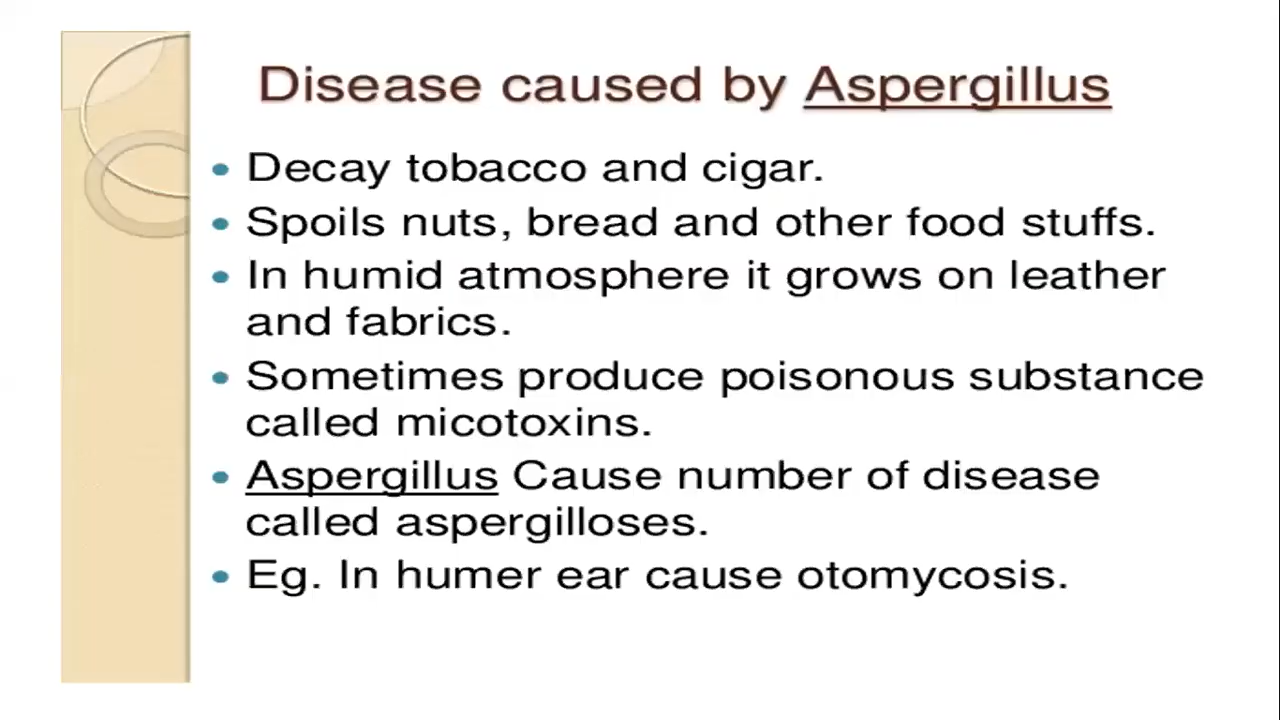 Disease caused by Aspergillus
• Decay tobacco and cigar.
• Spoils nuts, bread and other food stuffs.
• In humid atmosphere it grows on leather
and fabrics.
• Sometimes produce poisonous substance
called micotoxins.
• Aspergillus Cause number of disease
called aspergilloses.
• Eg. In humer ear cause otomycosis.